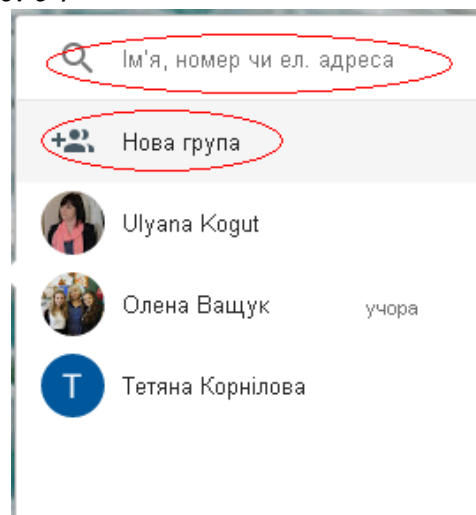 Ім'я, номер чи ел. адреса
Нова група
Ulyana Kogut
Олена Ващук учора
Т
Тетяна Корнілова